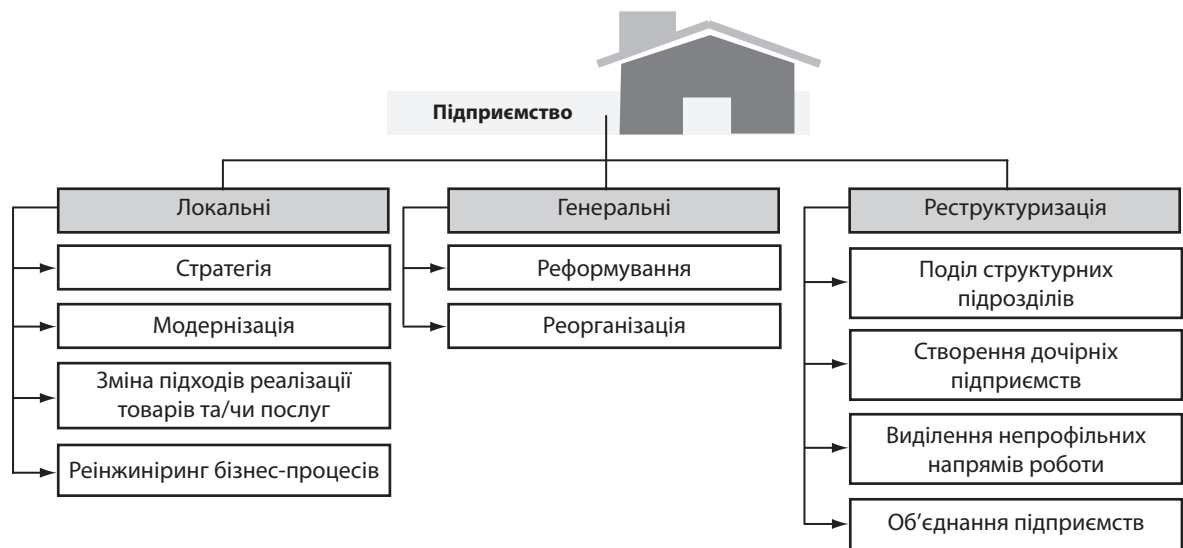 Підприємство
Локальні
Стратегія
Модернізація
Зміна підходів реалізації
товарів та/чи послуг
Реінжиніринг бізнес-процесів
Генеральні
Реформування
Реорганізація
Реструктуризація
Поділ структурних
підрозділів
Створення дочірніх
підприємств
Виділення непрофільних
напрямів роботи
Об’єднання підприємств